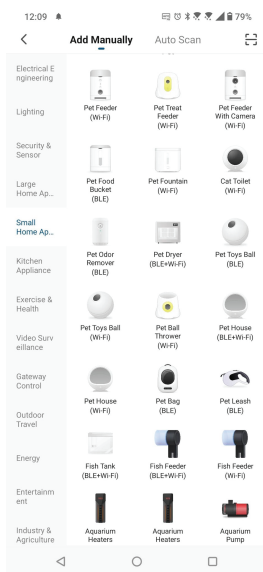 12:09
79%
Add Manually
Auto Scan
Electrical E
ngineering
Lighting
Security &
Sensor
Large
Home Ap...
Small
Home Ap...
Kitchen
Appliance
Exercise &
Health
Video Surv
eillance
Gateway
Control
Outdoor
Travel
Energy
Entertainm
ent
Industry &
Agriculture
Pet Feeder
(Wi-Fi)
Pet Treat
Feeder
(Wi-Fi)
Pet Feeder
With Camera
(Wi-Fi)
Pet Food
Bucket
(BLE)
Pet Fountain
(Wi-Fi)
Cat Toilet
(Wi-Fi)
Pet Odor
Remover
(BLE)
Pet Dryer
(BLE+Wi-Fi)
Pet Toys Ball
(BLE)
Pet Toys Ball
(Wi-Fi)
Pet Ball
Thrower
(Wi-Fi)
Pet House
(BLE+Wi-Fi)
Pet House
(Wi-Fi)
Pet Bag
(BLE)
Pet Leash
(BLE)
Fish Tank
(BLE+Wi-Fi)
Fish Feeder
(BLE+Wi-Fi)
Fish Feeder
(Wi-Fi)
Aquarium
Heaters
Aquarium
Heaters
Aquarium
Pump